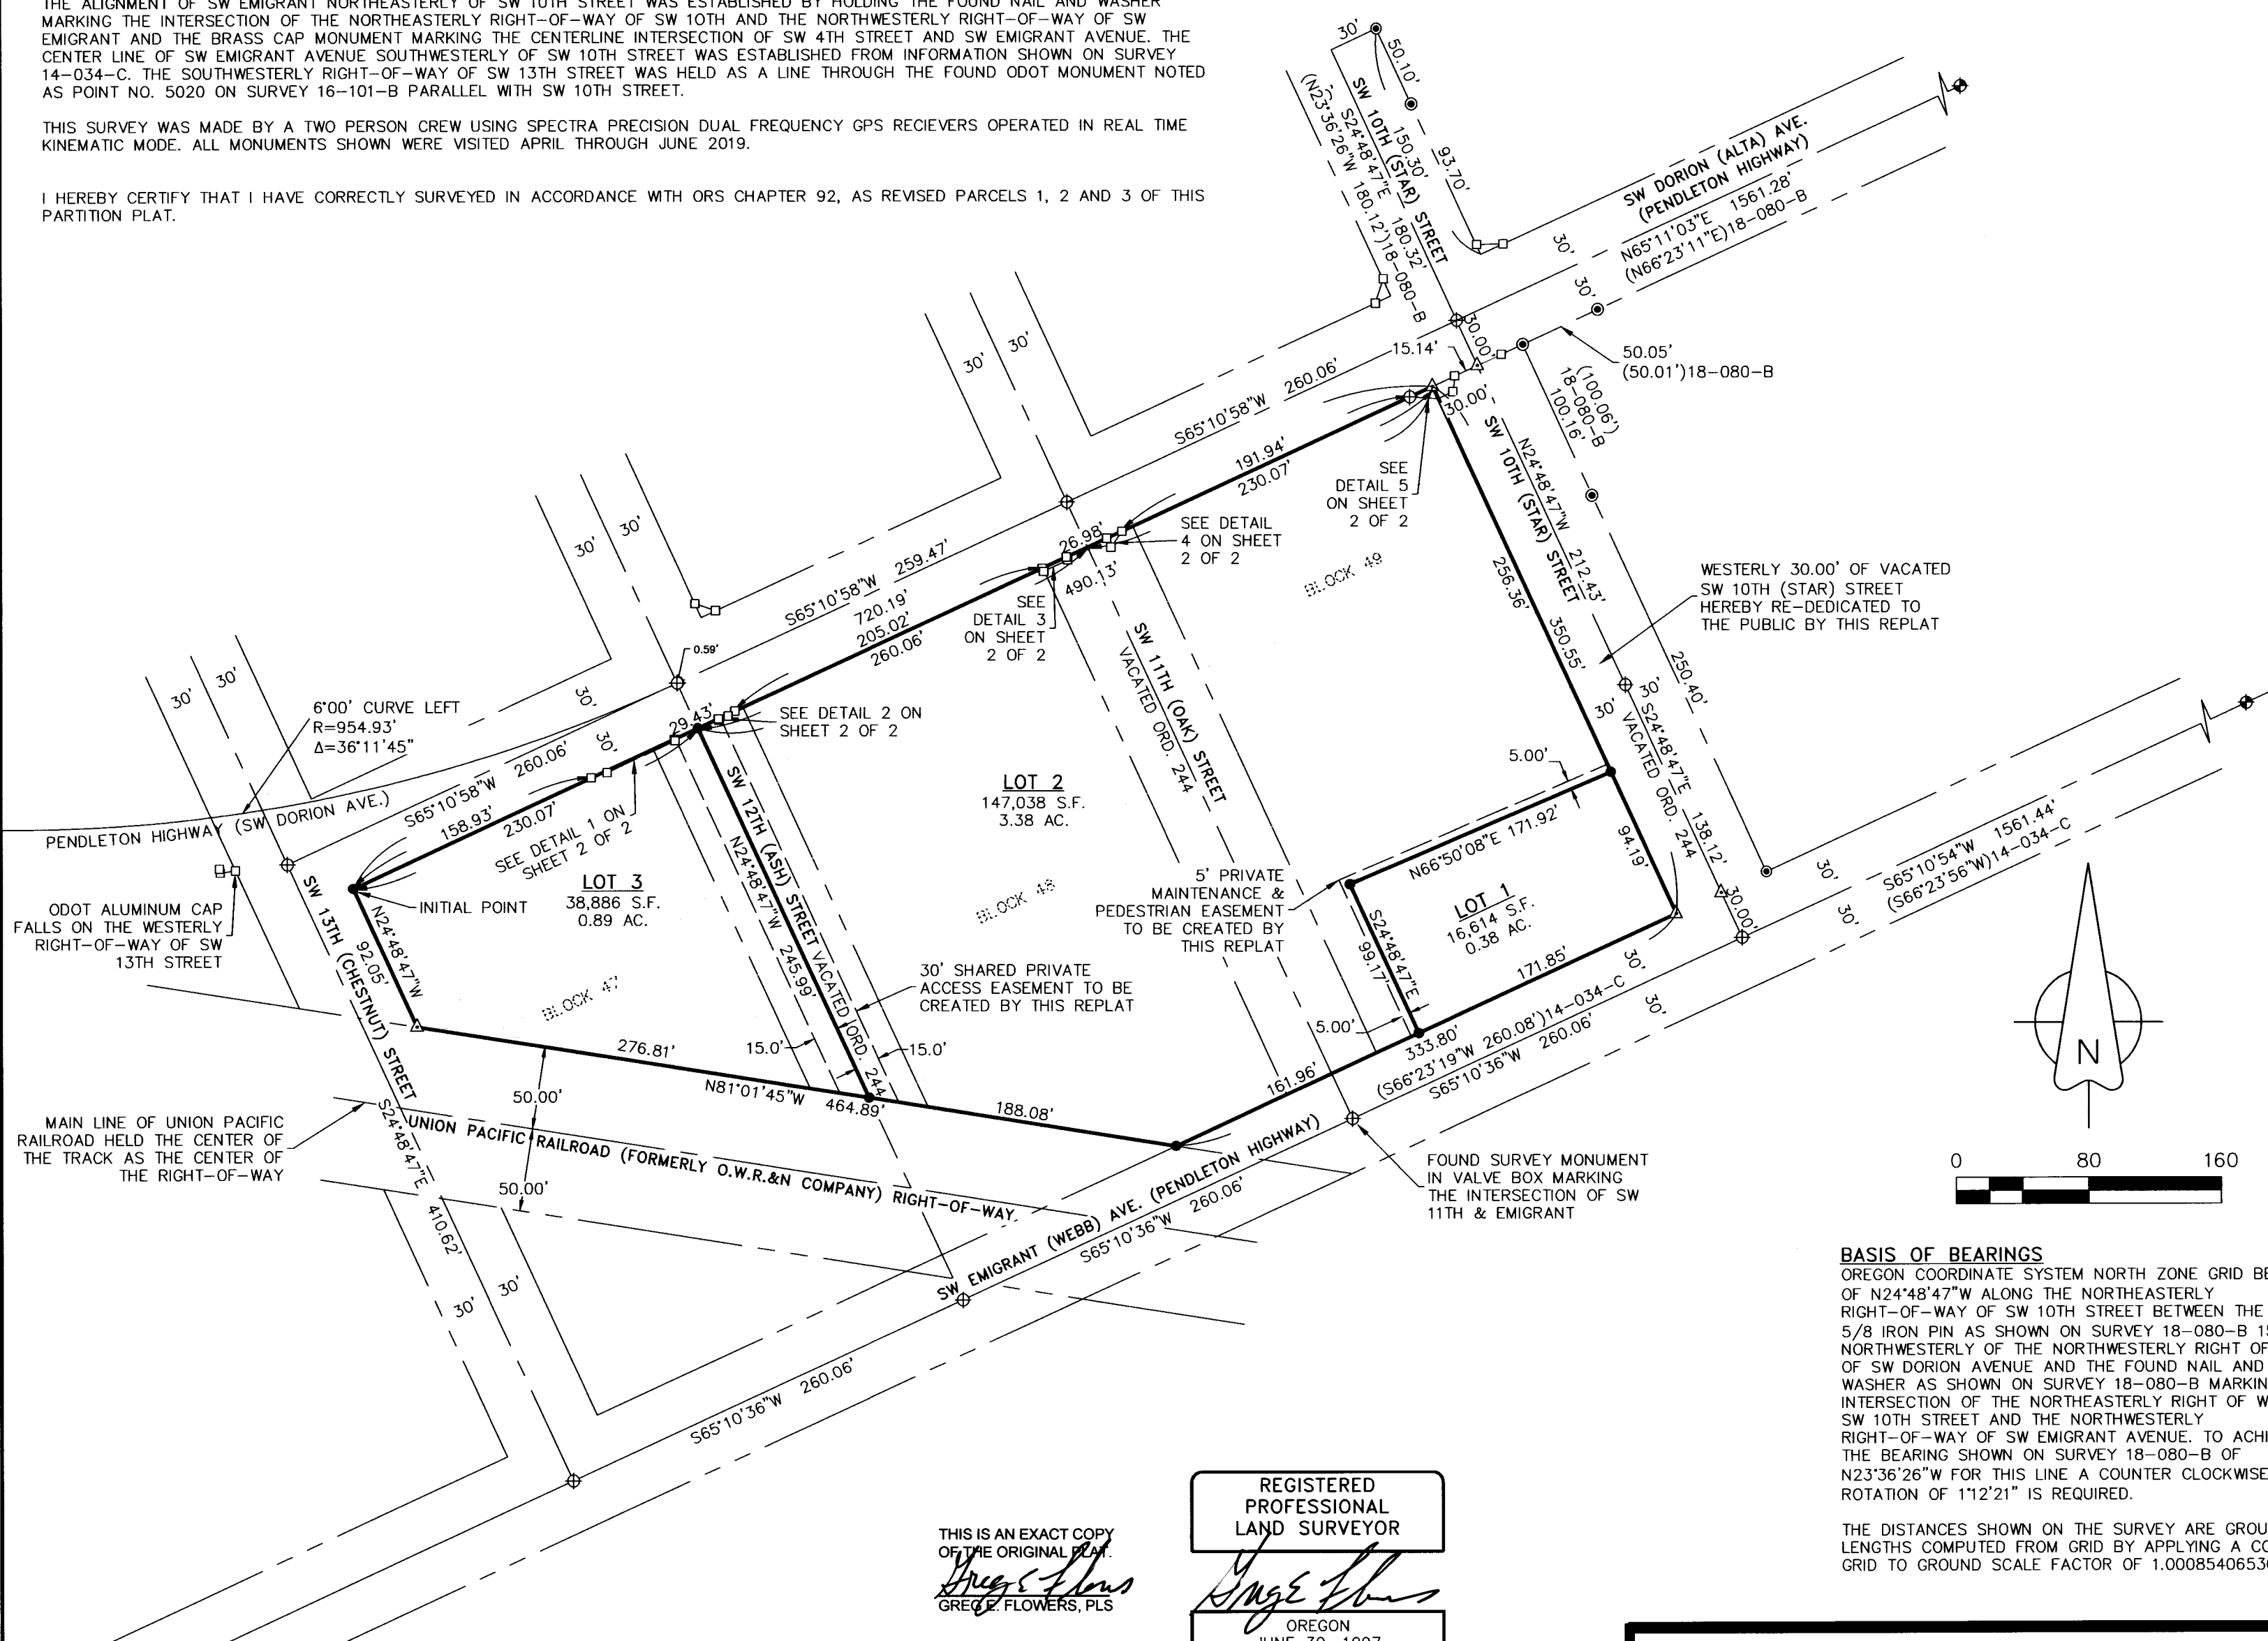 THE ALIGNMENT OF SW EMIGRANT NORTHEASTERLY OF SW 10TH STREET WAS ESTABLISHED BY HOLDING THE FOUND NAIL AND WASHER
MARKING THE INTERSECTION OF THE NORTHEASTERLY RIGHT-OF-WAY OF SW 10TH AND THE NORTHWESTERLY RIGHT-OF-WAY OF SW
EMIGRANT AND THE BRASS CAP MONUMENT MARKING THE CENTERLINE INTERSECTION OF SW 4TH STREET AND SW EMIGRANT AVENUE. THE
CENTER LINE OF SW EMIGRANT AVENUE SOUTHWESTERLY OF SW 10TH STREET WAS ESTABLISHED FROM INFORMATION SHOWN ON SURVEY
14-034-C. THE SOUTHWESTERLY RIGHT-OF-WAY OF SW 13TH STREET WAS HELD AS A LINE THROUGH THE FOUND ODOT MONUMENT NOTED
AS POINT NO. 5020 ON SURVEY 16-101-B PARALLEL WITH SW 10TH STREET.
THIS SURVEY WAS MADE BY A TWO PERSON CREW USING SPECTRA PRECISION DUAL FREQUENCY GPS RECIEVERS OPERATED IN REAL TIME
KINEMATIC MODE. ALL MONUMENTS SHOWN WERE VISITED APRIL THROUGH JUNE 2019.
I HEREBY CERTIFY THAT I HAVE CORRECTLY SURVEYED IN ACCORDANCE WITH ORS CHAPTER 92, AS REVISED PARCELS 1, 2 AND 3 OF THIS
PARTITION PLAT.
30'
50.10'
93.70'
SW 10TH (STAR) STREET
150.30'
S24°48'47"E 180.32'
(N23°36'26"W 180.12')18-080-B
SW DORION (ALTA) AVE.
(PENDLETON HIGHWAY)
N65°11'03"E 1561.28'
(N66°23'11"E)18-080-B
30'
30'
30.00'
15.14'
50.05'
(50.01')18-080-B
(100.06')
18-080-B
100.16'
30.00'
30'
30'
S65°10'58"W 260.06'
191.94'
230.07'
SEE
DETAIL 5
ON SHEET
2 OF 2
SW 10TH (STAR) STREET
N24°48'47"W 212.43'
256.36'
350.55'
WESTERLY 30.00' OF VACATED
SW 10TH (STAR) STREET
HEREBY RE-DEDICATED TO
THE PUBLIC BY THIS REPLAT
250.40'
30'
30'
S24°48'47"E 138.12'
VACATED ORD. 244
BLOCK 49
SEE DETAIL
4 ON SHEET
2 OF 2
26.98'
490.13'
30'
30'
S65°10'58"W 259.47'
720.19'
205.02'
260.06'
SEE
DETAIL 3
ON SHEET
2 OF 2
SW 11TH (OAK) STREET
VACATED ORD. 244
0.59'
30'
30'
29.43'
SEE DETAIL 2 ON
SHEET 2 OF 2
6°00' CURVE LEFT
R=954.93'
Δ=36°11'45"
30'
30'
30'
30'
S65°10'58"W 260.06'
PENDLETON HIGHWAY (SW DORION AVE.)
158.93'
230.07'
SEE DETAIL 1 ON
SHEET 2 OF 2
INITIAL POINT
LOT 3
38,886 S.F.
0.89 AC.
LOT 2
147,038 S.F.
3.38 AC.
LOT 1
16,614 S.F.
0.38 AC.
5.00'
N66°50'08"E 171.92'
94.19'
S24°48'47"E
99.17'
171.85'
5.00'
30.00'
30'
30'
30'
30'
S65°10'54"W 1561.44'
(S66°23'56"W)14-034-C
5' PRIVATE
MAINTENANCE &
PEDESTRIAN EASEMENT
TO BE CREATED BY
THIS REPLAT
ODOT ALUMINUM CAP
FALLS ON THE WESTERLY
RIGHT-OF-WAY OF SW
13TH STREET
N24°48'47"W
92.05'
SW 13TH (CHESTNUT) STREET
S24°48'47"E 410.62'
BLOCK 47
BLOCK 48
SW 12TH (ASH) STREET VACATED ORD. 244
N24°48'47"W 245.99'
30' SHARED PRIVATE
ACCESS EASEMENT TO BE
CREATED BY THIS REPLAT
15.0'
15.0'
276.81'
N81°01'45"W 464.89'
188.08'
50.00'
50.00'
MAIN LINE OF UNION PACIFIC
RAILROAD HELD THE CENTER OF
THE TRACK AS THE CENTER OF
THE RIGHT-OF-WAY
UNION PACIFIC RAILROAD (FORMERLY O.W.R.&N COMPANY) RIGHT-OF-WAY
161.96'
333.80'
(S66°23'19"W 260.08')14-034-C
S65°10'36"W 260.06'
SW EMIGRANT (WEBB) AVE. (PENDLETON HIGHWAY)
S65°10'36"W 260.06'
FOUND SURVEY MONUMENT
IN VALVE BOX MARKING
THE INTERSECTION OF SW
11TH & EMIGRANT
30'
30'
S65°10'36"W 260.06'
N
0 80 160
BASIS OF BEARINGS
OREGON COORDINATE SYSTEM NORTH ZONE GRID
OF N24°48'47"W ALONG THE NORTHEASTERLY
RIGHT-OF-WAY OF SW 10TH STREET BETWEEN THE
5/8 IRON PIN AS SHOWN ON SURVEY 18-080-B
NORTHWESTERLY OF THE NORTHWESTERLY RIGHT OF
OF SW DORION AVENUE AND THE FOUND NAIL AND
WASHER AS SHOWN ON SURVEY 18-080-B
INTERSECTION OF THE NORTHEASTERLY RIGHT OF
SW 10TH STREET AND THE NORTHWESTERLY
RIGHT-OF-WAY OF SW EMIGRANT AVENUE. TO
THE BEARING SHOWN ON SURVEY 18-080-B OF
N23°36'26"W FOR THIS LINE A COUNTER CLOCKWISE
ROTATION OF 1°12'21" IS REQUIRED.
THE DISTANCES SHOWN ON THE SURVEY ARE
LENGTHS COMPUTED FROM GRID BY APPLYING A
GRID TO GROUND SCALE FACTOR OF
THIS IS AN EXACT COPY
OF THE ORIGINAL PLAT.
GREG E. FLOWERS, PLS
REGISTERED
PROFESSIONAL
LAND SURVEYOR
OREGON